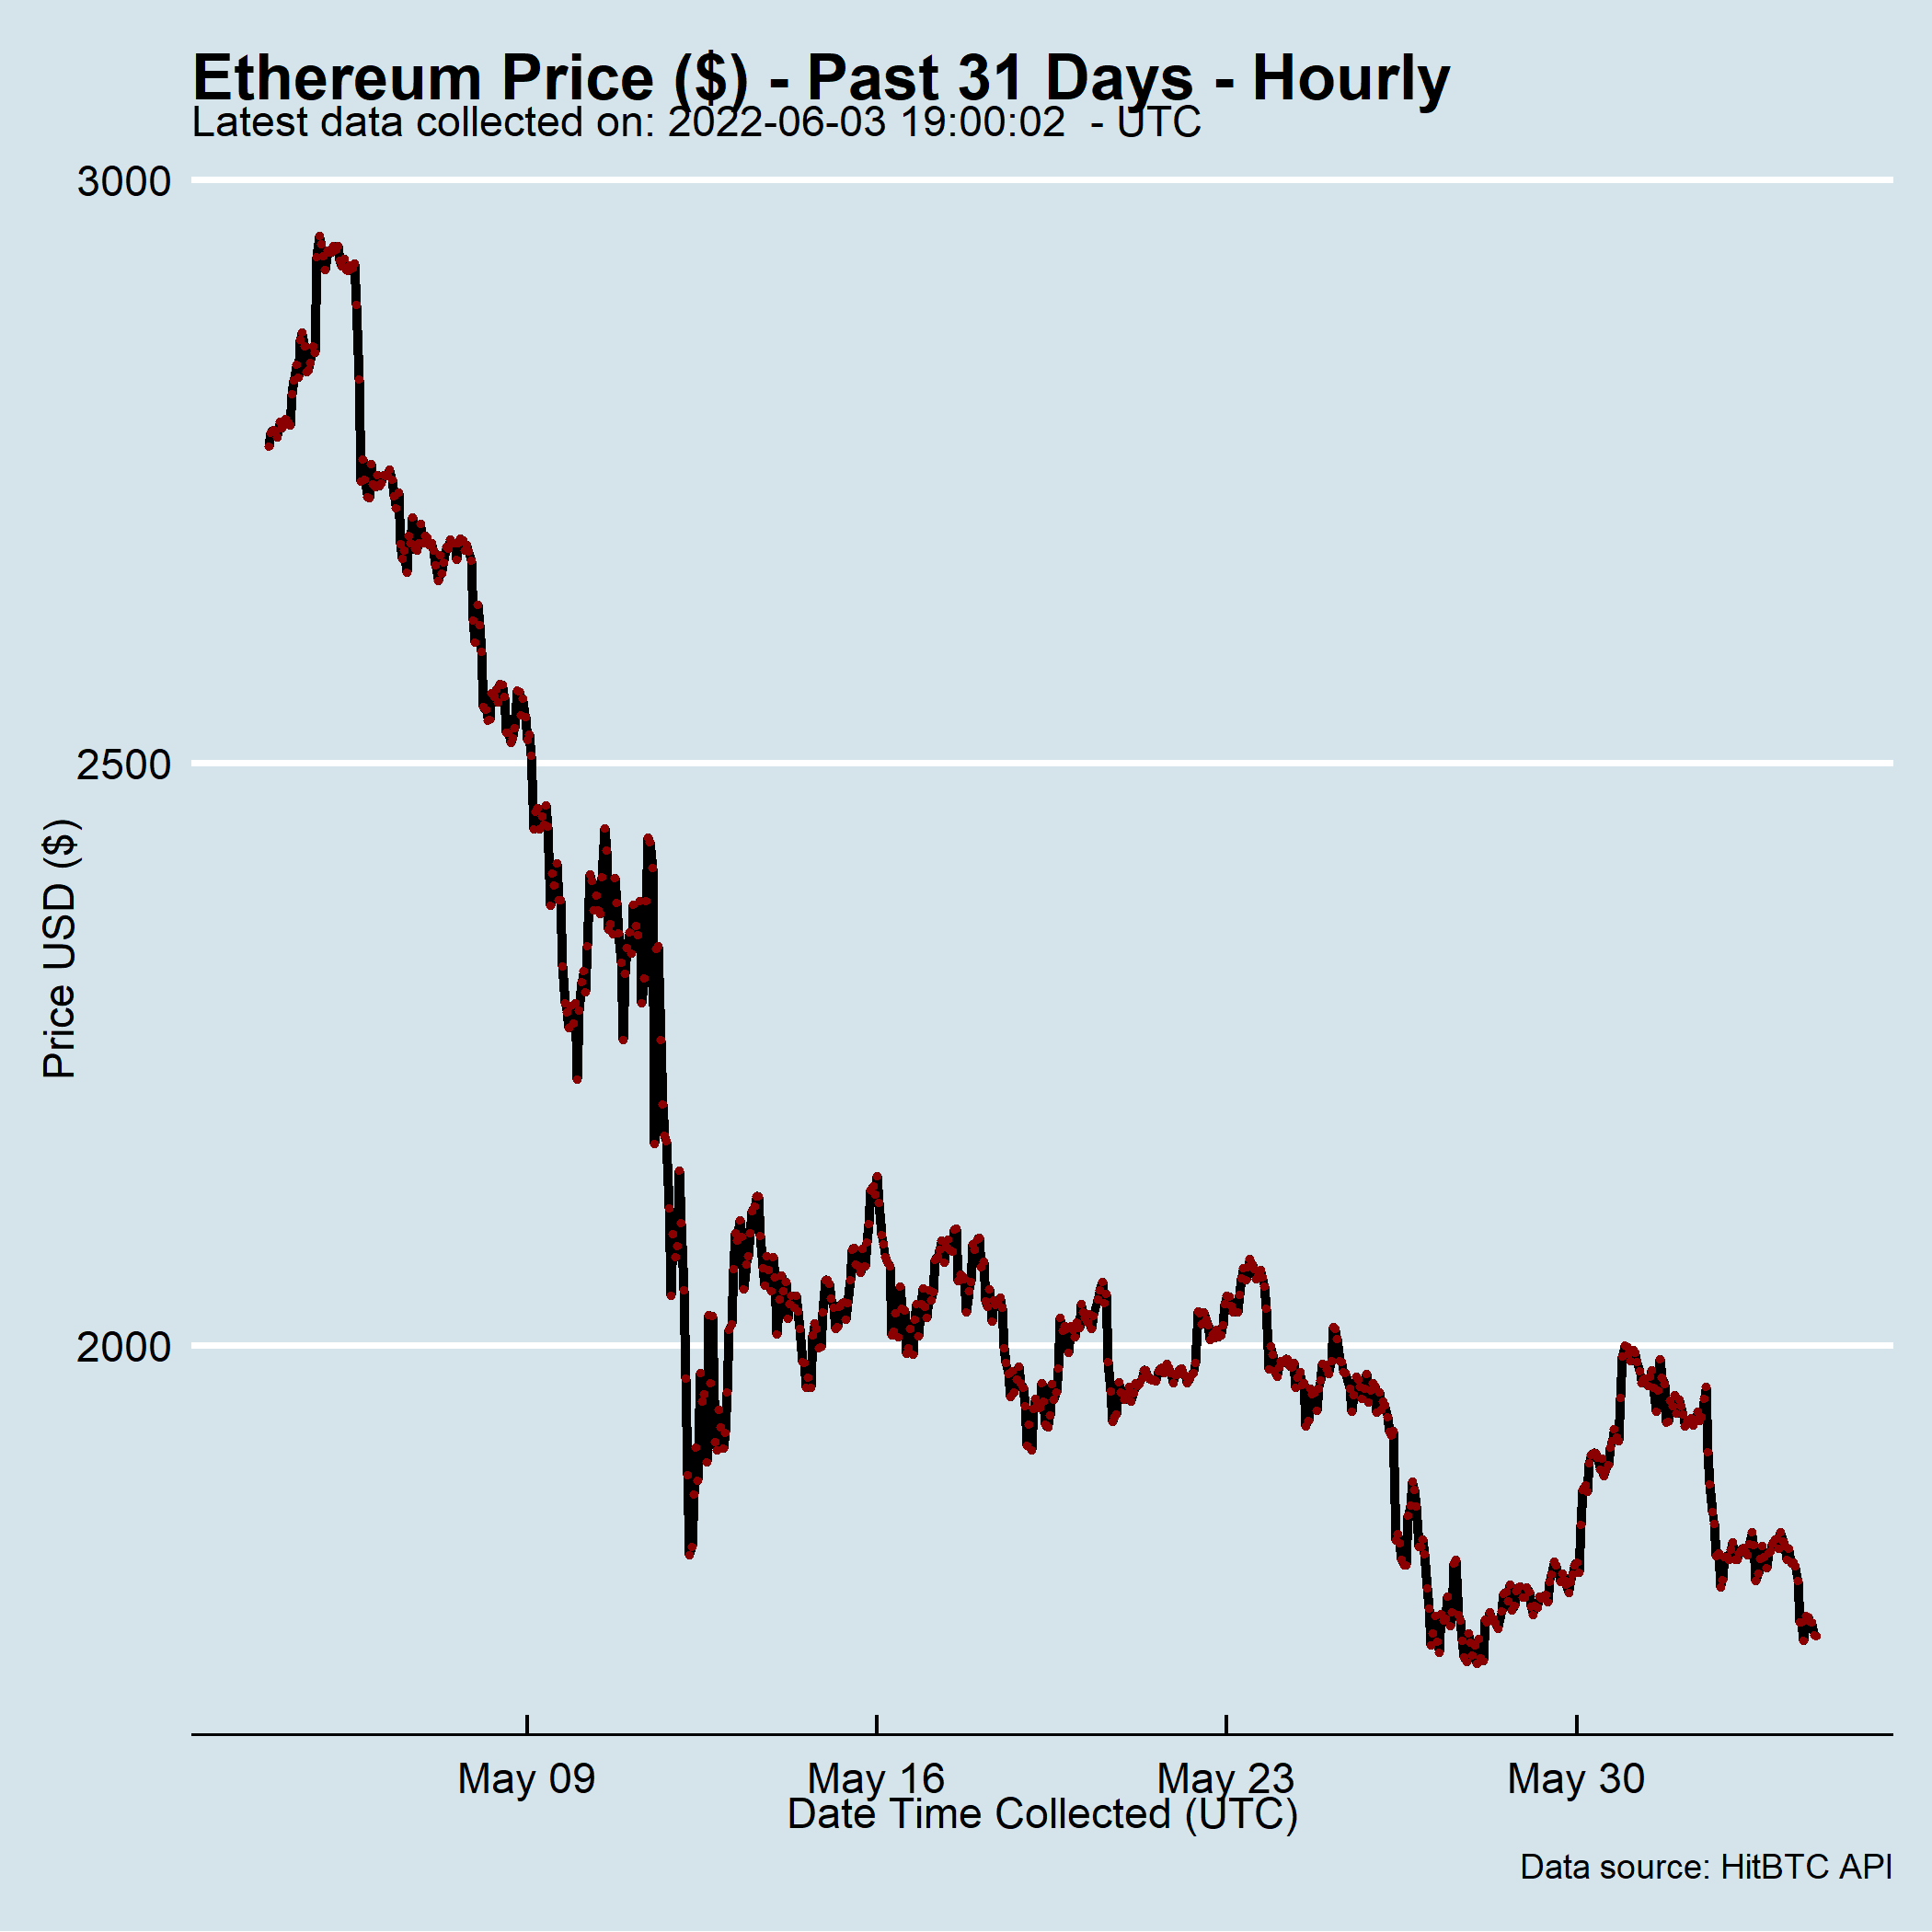 Ethereum Price ($) - Past 31 Days - Hourly
Latest data collected on: 2022-06-03 19:00:02  - UTC
3000
2500
2000
Price USD ($)
May 09
May 16
May 23
May 30
Date Time Collected (UTC)
Data source: HitBTC API